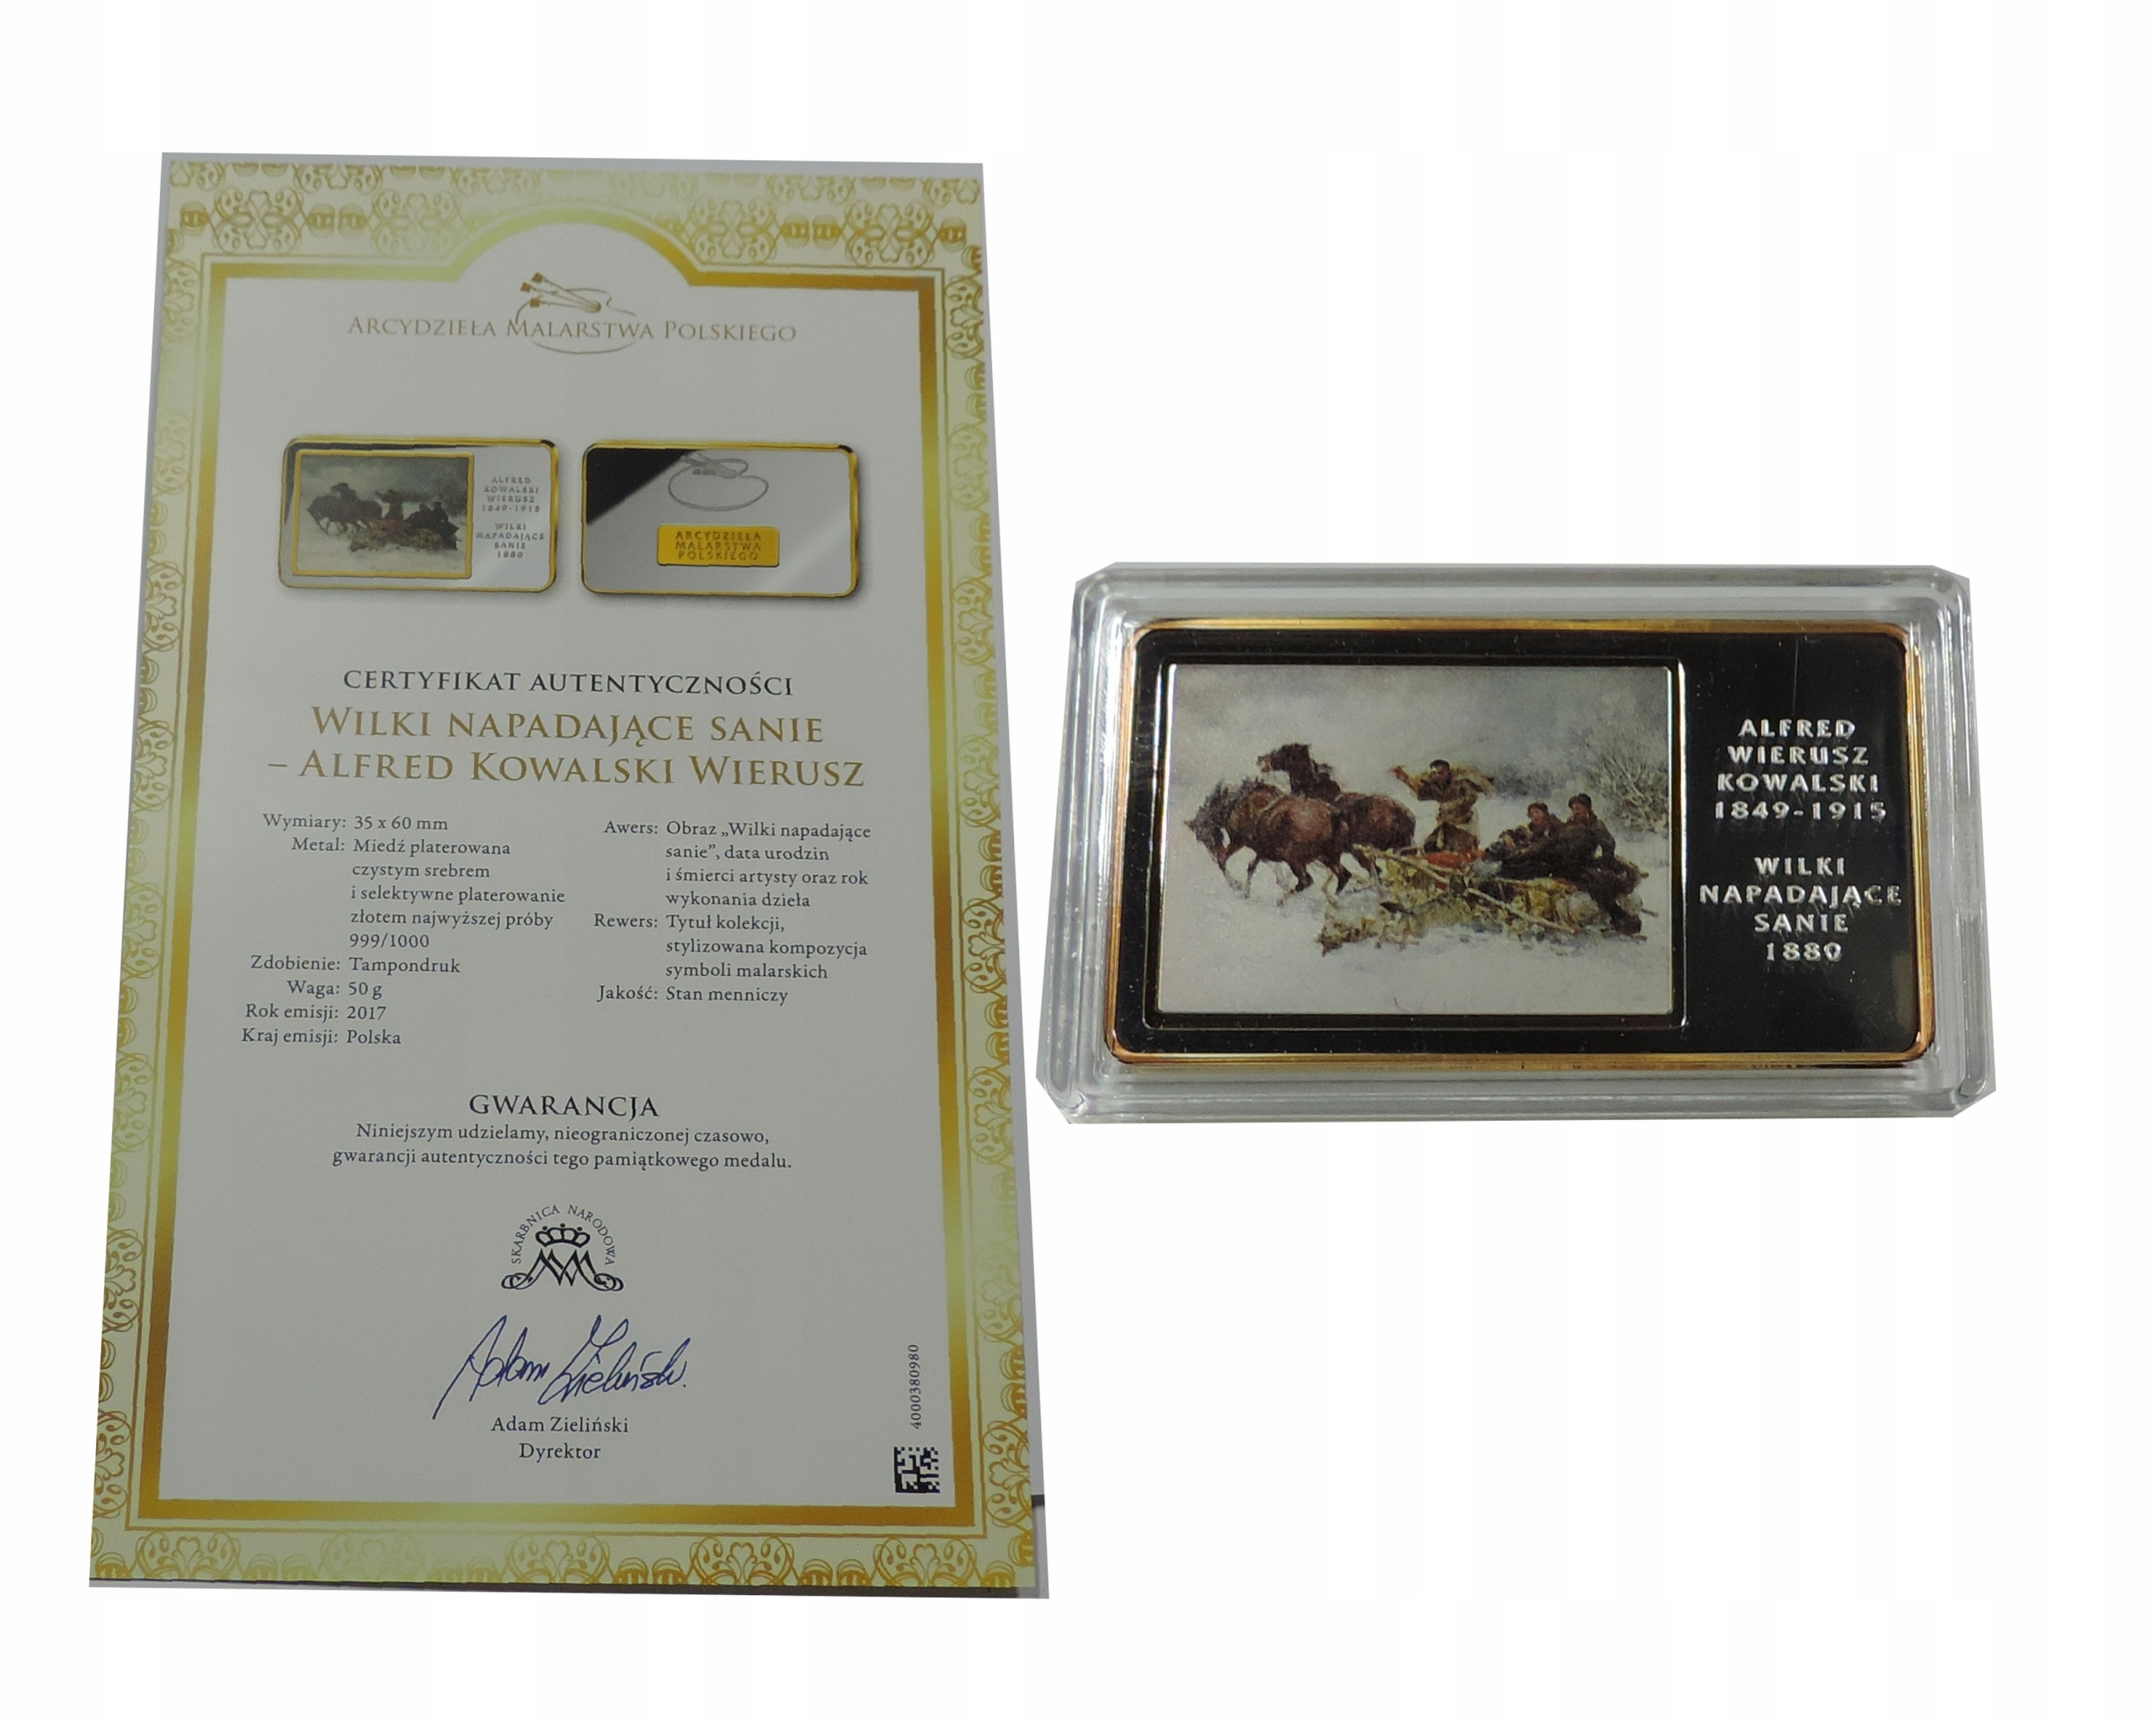 ARCYDZIEŁA MALARSTWA POLSKIEGO
ALFRED
KOWALSKI
WIERUSZ
1849-1915
WILKI
NAPADAJĄCE
SANIE
1880
ARCYDZIEŁA
MALARSTWA
POLSKIEGO
CERTYFIKAT AUTENTYCZNOŚCI
WILKI NAPADAJĄCE SANIE
– ALFRED KOWALSKI WIERUSZ
Wymiary: 35 x 60 mm
Metal: Miedź platerowana
czystym srebrem
i selektywne platerowanie
złotem najwyższej próby
999/1000
Zdobienie: Tampondruk
Waga: 50 g
Rok emisji: 2017
Kraj emisji: Polska
Awers: Obraz „Wilki napadające
sanie”, data urodzin
i śmierci artysty oraz rok
wykonania dzieła
Rewers: Tytuł kolekcji,
stylizowana kompozycja
symboli malarskich
Jakość: Stan menniczy
GWARANCJA
Niniejszym udzielamy, nieograniczonej czasowo,
gwarancji autentyczności tego pamiątkowego medalu.
SKARBNICA NARODOWA
Adam Zieliński
Adam Zieliński
Dyrektor
4000380980
ALFRED
WIERUSZ
KOWALSKI
1849-1915
WILKI
NAPADAJĄCE
SANIE
1880